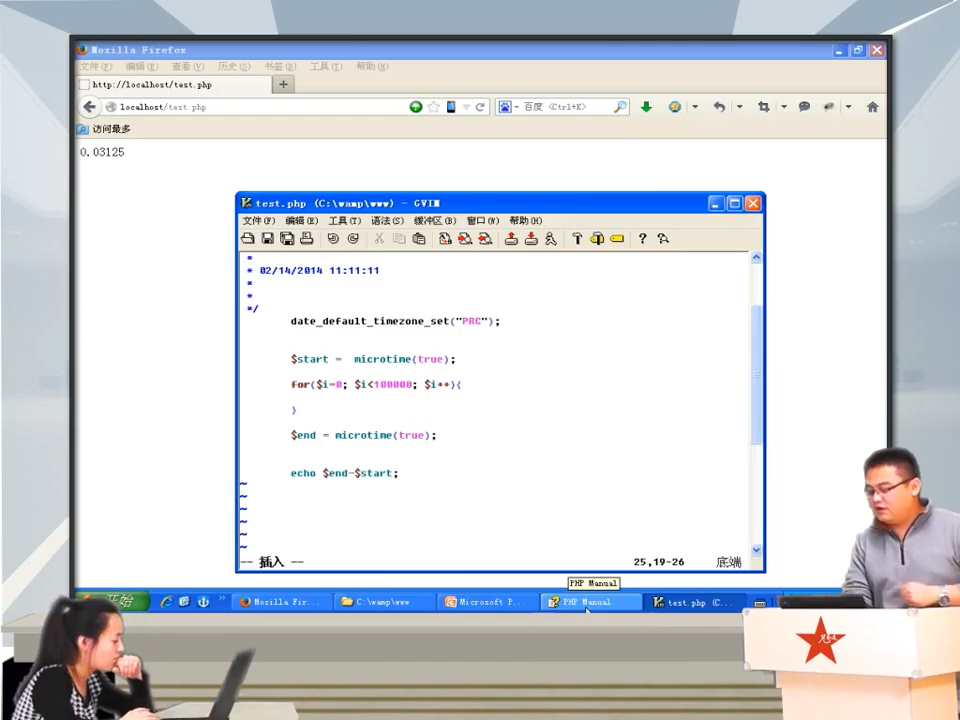 Mozilla Firefox
文件(F) 编辑(E) 查看(V) 历史(S) 书签(B) 工具(T) 帮助(H)
http://localhost/test.php
localhost/test.php
百度 <Ctrl+K>
访问最多
0.03125
test.php (C:\wamp\www) - GVIM
文件(F) 编辑(E) 工具(T) 语法(S) 缓冲区(B) 窗口(W) 帮助(H)
*
* 02/14/2014 11:11:11
*
*
*/
date_default_timezone_set("PRC");
$start = microtime(true);
for($i=0; $i<100000; $i++){
}
$end = microtime(true);
echo $end-$start;
~
~
~
~
~
~
-- 插入 --
25,19-26
底端
PHP Manual
开始
Mozilla Fir...
C:\wamp\www
Microsoft P...
PHP Manual
test.php (C...